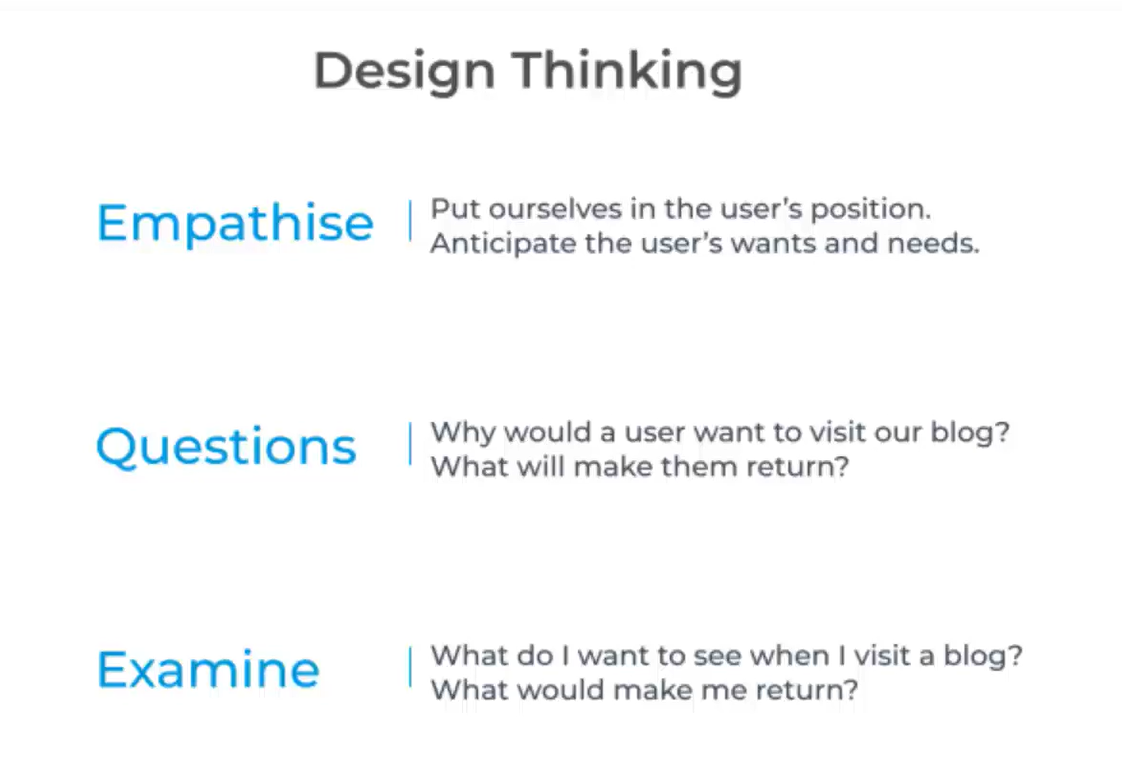 Design Thinking
Empathise
Put ourselves in the user’s position.
Anticipate the user’s wants and needs.
Questions
Why would a user want to visit our blog?
What will make them return?
Examine
What do I want to see when I visit a blog?
What would make me return?